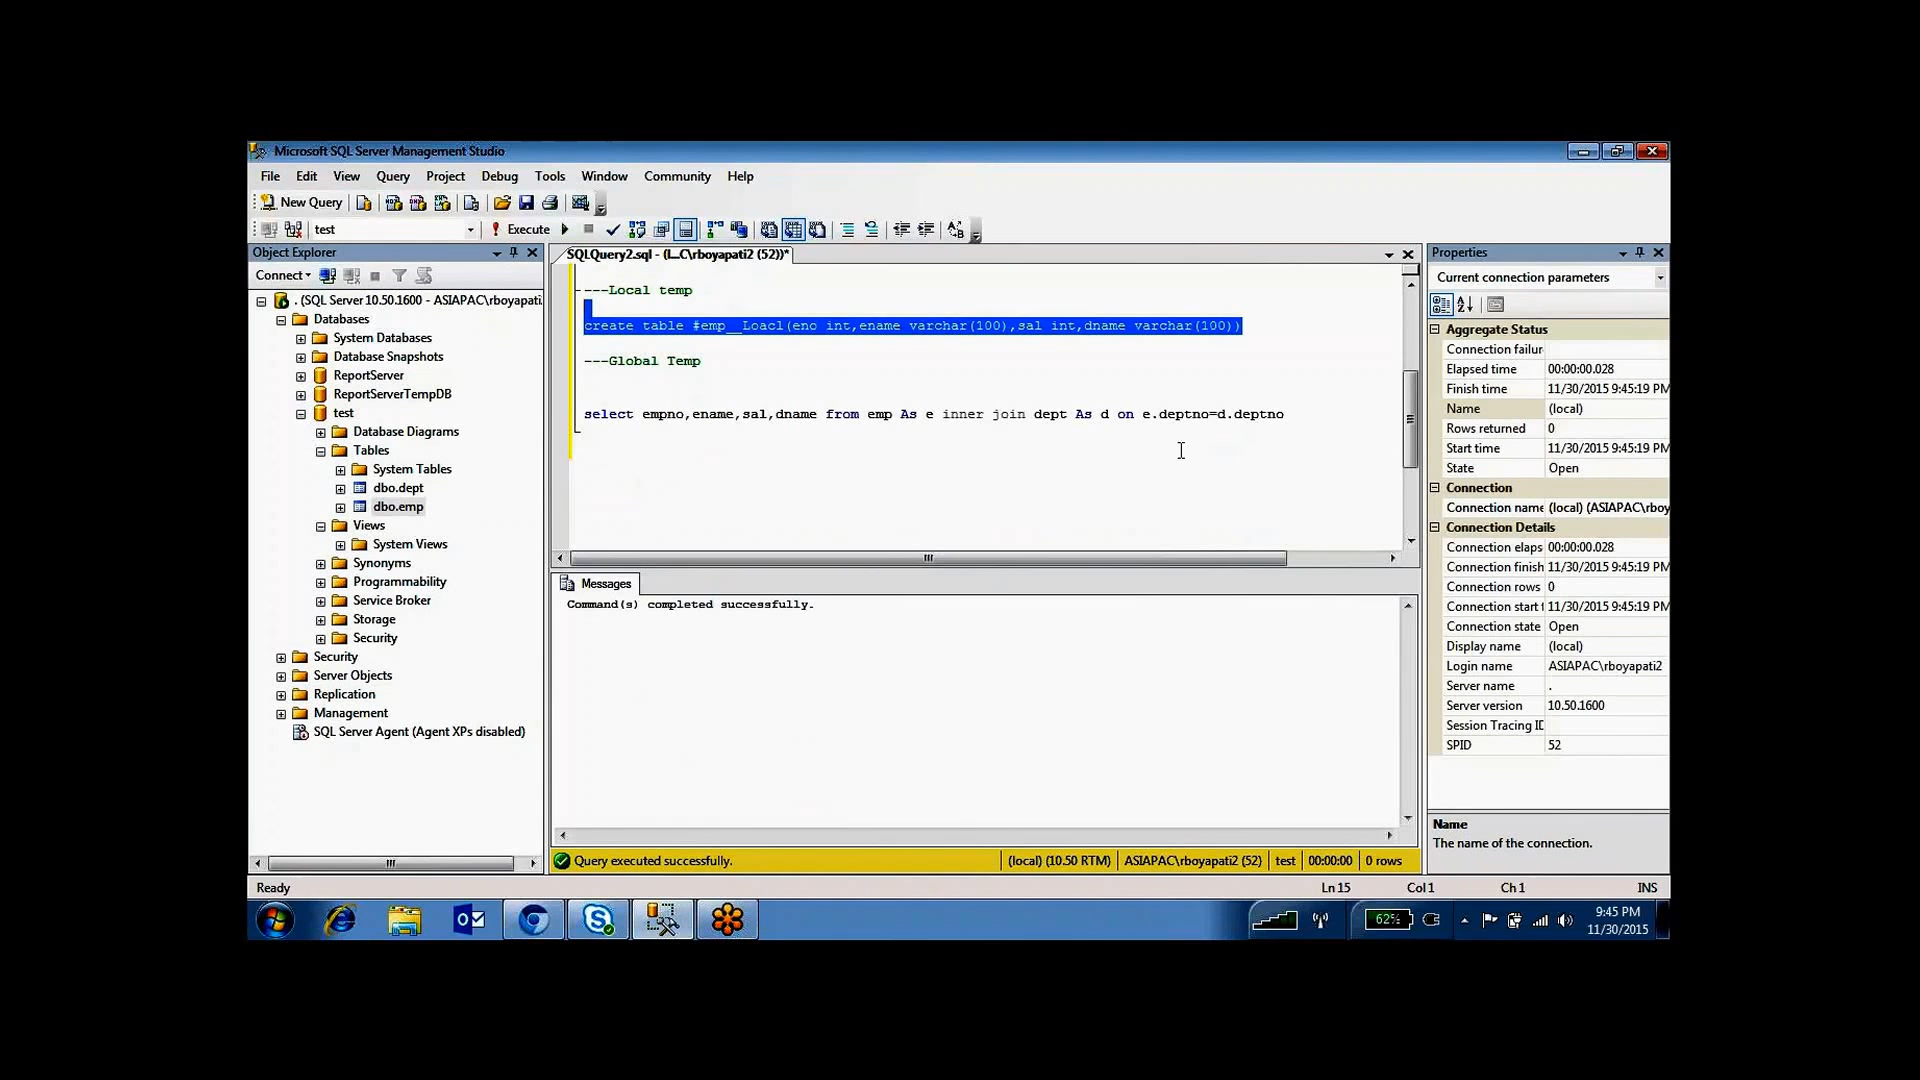 Microsoft SQL Server Management Studio
File Edit View Query Project Debug Tools Window Community Help
New Query
test Execute
Object Explorer
Connect
. (SQL Server 10.50.1600 - ASIAPAC\rboyapati
Databases
System Databases
Database Snapshots
ReportServer
ReportServerTempDB
test
Database Diagrams
Tables
System Tables
dbo.dept
dbo.emp
Views
System Views
Synonyms
Programmability
Service Broker
Storage
Security
Security
Server Objects
Replication
Management
SQL Server Agent (Agent XPs disabled)
SQLQuery2.sql - (l...C\rboyapati2 (52))*
---Local temp
create table #emp__Loacl(eno int,ename varchar(100),sal int,dname varchar(100))
---Global Temp
select empno,ename,sal,dname from emp As e inner join dept As d on e.deptno=d.deptno
Messages
Command(s) completed successfully.
Query executed successfully. (local) (10.50 RTM) ASIAPAC\rboyapati2 (52) test 00:00:00 0 rows
Properties
Current connection parameters
Aggregate Status
Connection failur
Elapsed time 00:00:00.028
Finish time 11/30/2015 9:45:19 PM
Name (local)
Rows returned 0
Start time 11/30/2015 9:45:19 PM
State Open
Connection
Connection name (local) (ASIAPAC\rboy
Connection Details
Connection elaps 00:00:00.028
Connection finish 11/30/2015 9:45:19 PM
Connection rows 0
Connection start t 11/30/2015 9:45:19 PM
Connection state Open
Display name (local)
Login name ASIAPAC\rboyapati2
Server name .
Server version 10.50.1600
Session Tracing ID
SPID 52
Name
The name of the connection.
Ready Ln 15 Col 1 Ch 1 INS
62%
9:45 PM
11/30/2015